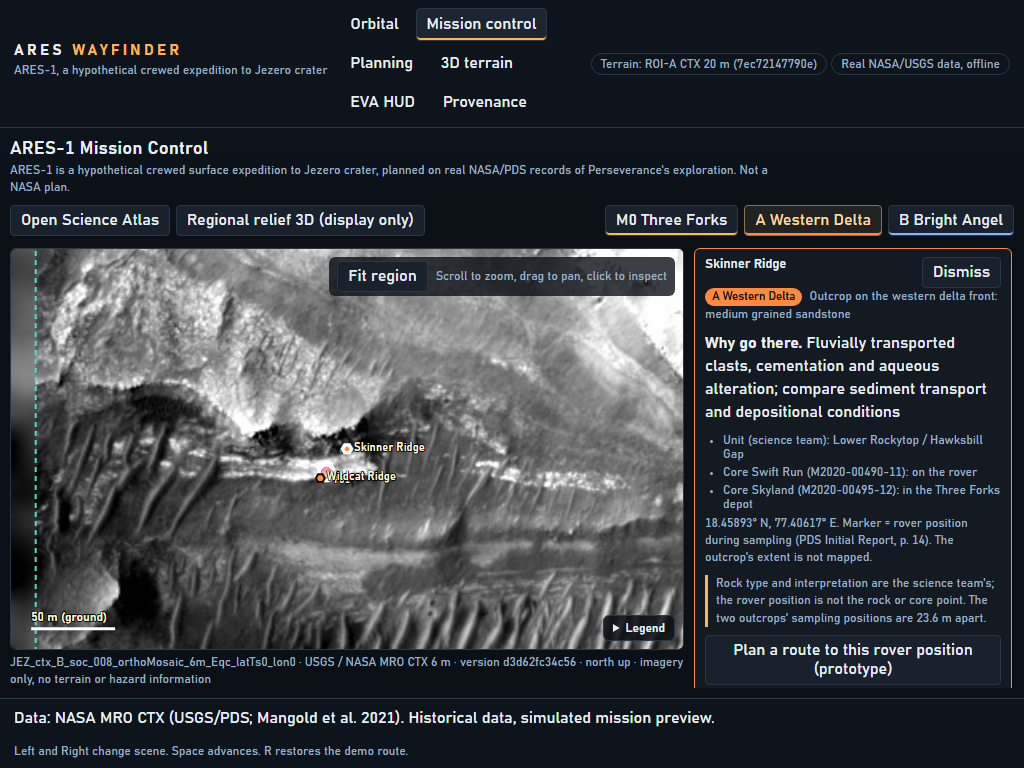 ARES WAYFINDER
ARES-1, a hypothetical crewed expedition to Jezero crater
Orbital
Mission control
Planning
3D terrain
EVA HUD
Provenance
Terrain: ROI-A CTX 20 m (7ec72147790e)
Real NASA/USGS data, offline
ARES-1 Mission Control
ARES-1 is a hypothetical crewed surface expedition to Jezero crater, planned on real NASA/PDS records of Perseverance's exploration. Not a
NASA plan.
Open Science Atlas
Regional relief 3D (display only)
M0 Three Forks
A Western Delta
B Bright Angel
Fit region
Scroll to zoom, drag to pan, click to inspect
Skinner Ridge
Wildcat Ridge
50 m (ground)
▶ Legend
JEZ_ctx_B_soc_008_orthoMosaic_6m_Eqc_latTs0_lon0 · USGS / NASA MRO CTX 6 m · version d3d62fc34c56 · north up · imagery
only, no terrain or hazard information
Skinner Ridge
Dismiss
A Western Delta Outcrop on the western delta front:
medium grained sandstone
Why go there. Fluvially transported
clasts, cementation and aqueous
alteration; compare sediment transport
and depositional conditions
• Unit (science team): Lower Rockytop / Hawksbill
Gap
• Core Swift Run (M2020-00490-11): on the rover
• Core Skyland (M2020-00495-12): in the Three Forks
depot
18.45893° N, 77.40617° E. Marker = rover position
during sampling (PDS Initial Report, p. 14). The
outcrop's extent is not mapped.
Rock type and interpretation are the science team's;
the rover position is not the rock or core point. The
two outcrops' sampling positions are 23.6 m apart.
Plan a route to this rover position
(prototype)
Data: NASA MRO CTX (USGS/PDS; Mangold et al. 2021). Historical data, simulated mission preview.
Left and Right change scene. Space advances. R restores the demo route.